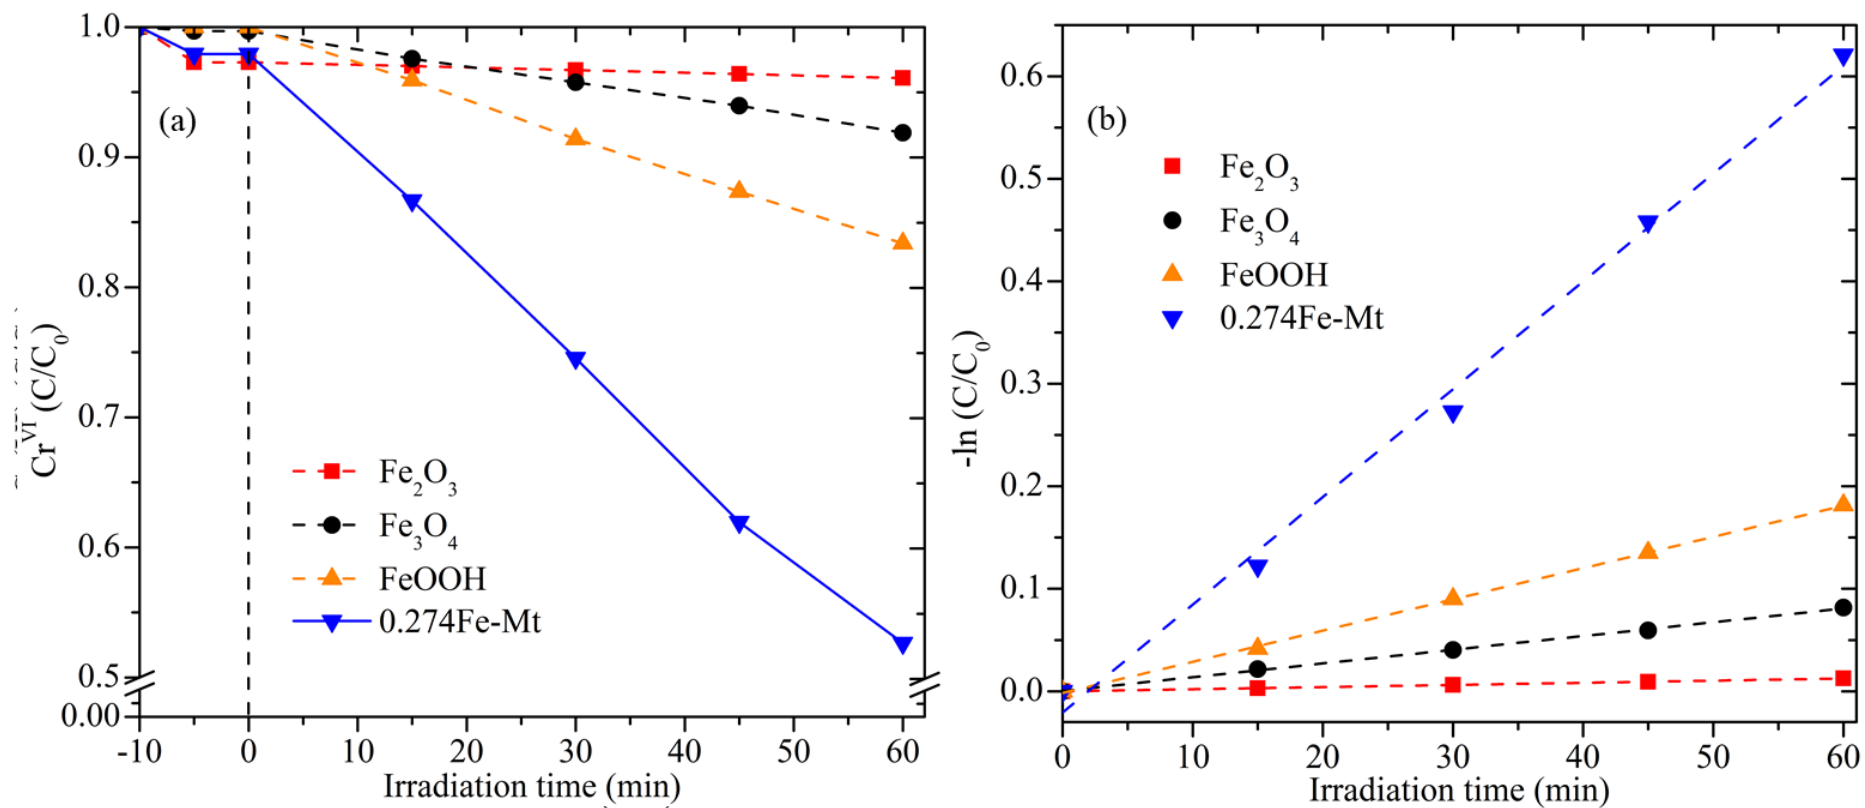 1.0
0.9
0.8
0.7
0.6
0.5
0.00
Cr^VI (C/C₀)
(a)
Fe₂O₃
Fe₃O₄
FeOOH
0.274Fe-Mt
-10 0 10 20 30 40 50 60
Irradiation time (min)
0.6
0.5
0.4
0.3
0.2
0.1
0.0
-ln (C/C₀)
(b)
Fe₂O₃
Fe₃O₄
FeOOH
0.274Fe-Mt
0 10 20 30 40 50 60
Irradiation time (min)